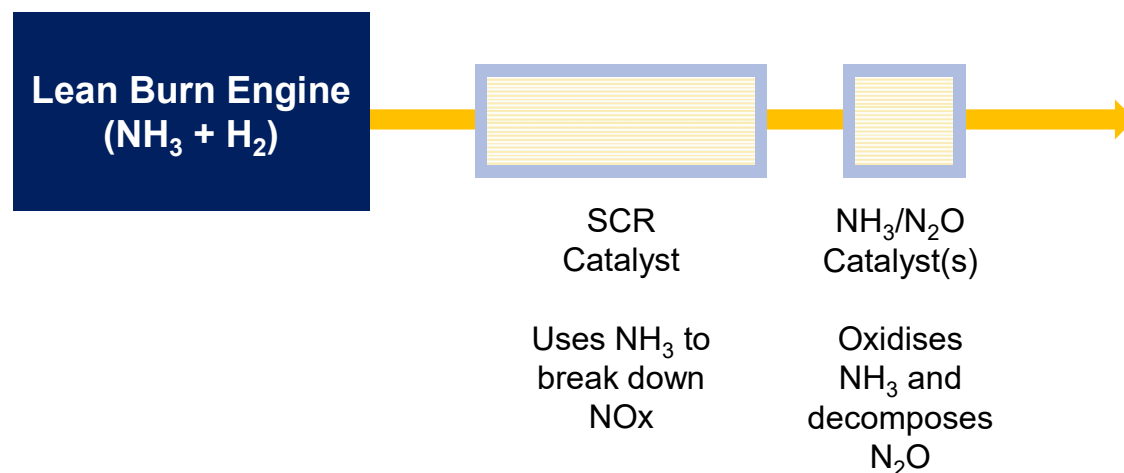 Lean Burn Engine
(NH₃ + H₂)
SCR
Catalyst
Uses NH₃ to
break down
NOx
NH₃/N₂O
Catalyst(s)
Oxidises
NH₃ and
decomposes
N₂O